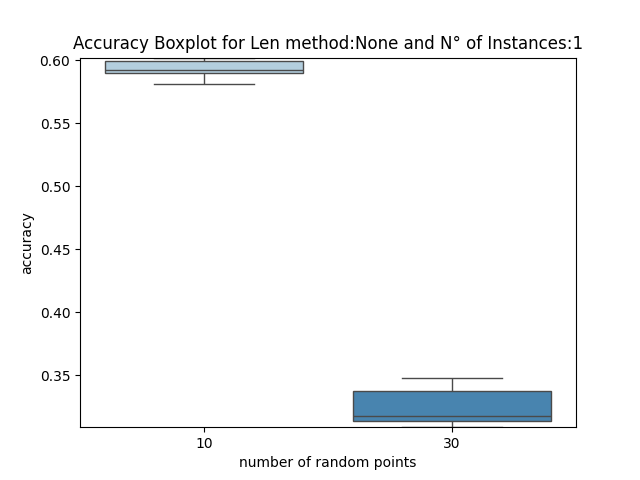 Accuracy Boxplot for Len method:None and N° of Instances:1
0.60
0.55
0.50
0.45
0.40
0.35
accuracy
10 30
number of random points